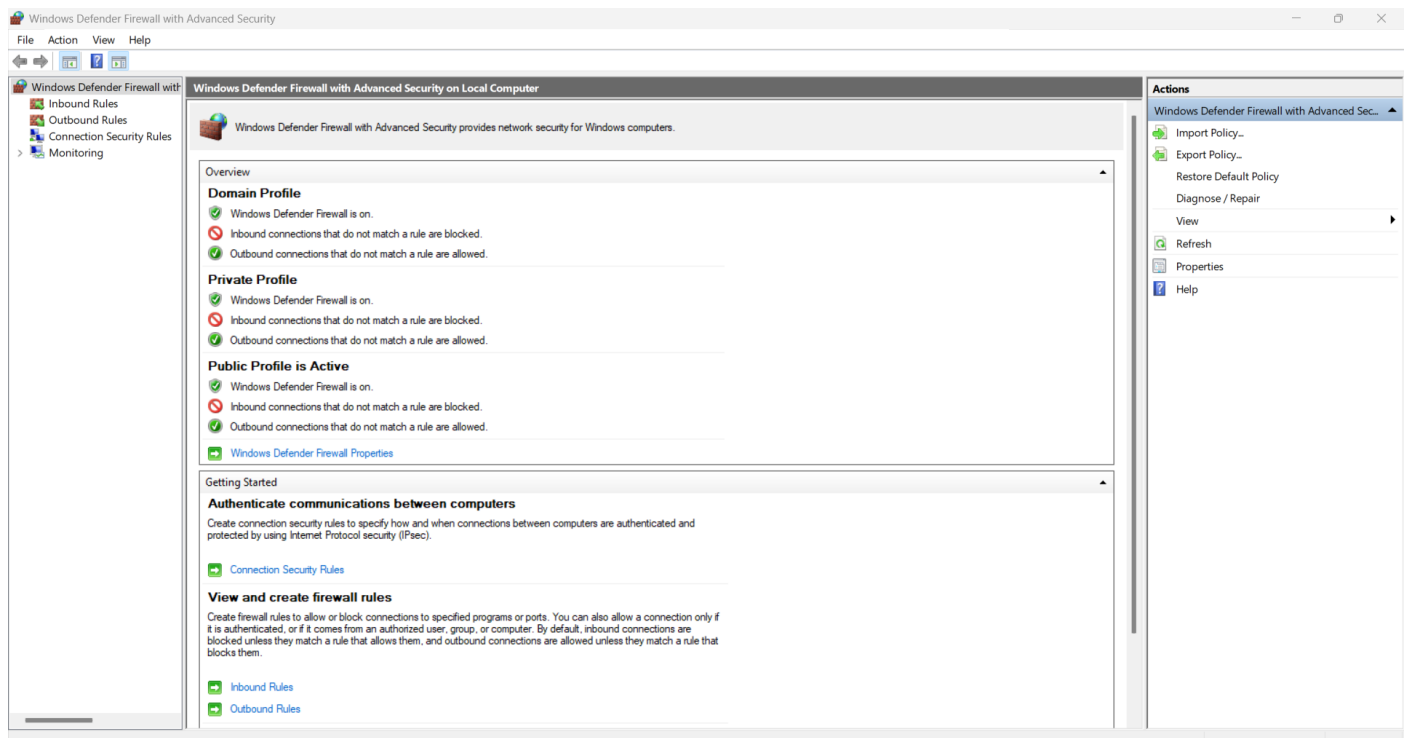 Windows Defender Firewall with Advanced Security
File Action View Help
Windows Defender Firewall with
Inbound Rules
Outbound Rules
Connection Security Rules
Monitoring
Windows Defender Firewall with Advanced Security on Local Computer
Windows Defender Firewall with Advanced Security provides network security for Windows computers.
Overview
Domain Profile
Windows Defender Firewall is on.
Inbound connections that do not match a rule are blocked.
Outbound connections that do not match a rule are allowed.
Private Profile
Windows Defender Firewall is on.
Inbound connections that do not match a rule are blocked.
Outbound connections that do not match a rule are allowed.
Public Profile is Active
Windows Defender Firewall is on.
Inbound connections that do not match a rule are blocked.
Outbound connections that do not match a rule are allowed.
Windows Defender Firewall Properties
Getting Started
Authenticate communications between computers
Create connection security rules to specify how and when connections between computers are authenticated and
protected by using Internet Protocol security (IPsec).
Connection Security Rules
View and create firewall rules
Create firewall rules to allow or block connections to specified programs or ports. You can also allow a connection only if
it is authenticated, or if it comes from an authorized user, group, or computer. By default, inbound connections are
blocked unless they match a rule that allows them, and outbound connections are allowed unless they match a rule that
blocks them.
Inbound Rules
Outbound Rules
Actions
Windows Defender Firewall with Advanced Sec...
Import Policy...
Export Policy...
Restore Default Policy
Diagnose / Repair
View
Refresh
Properties
Help